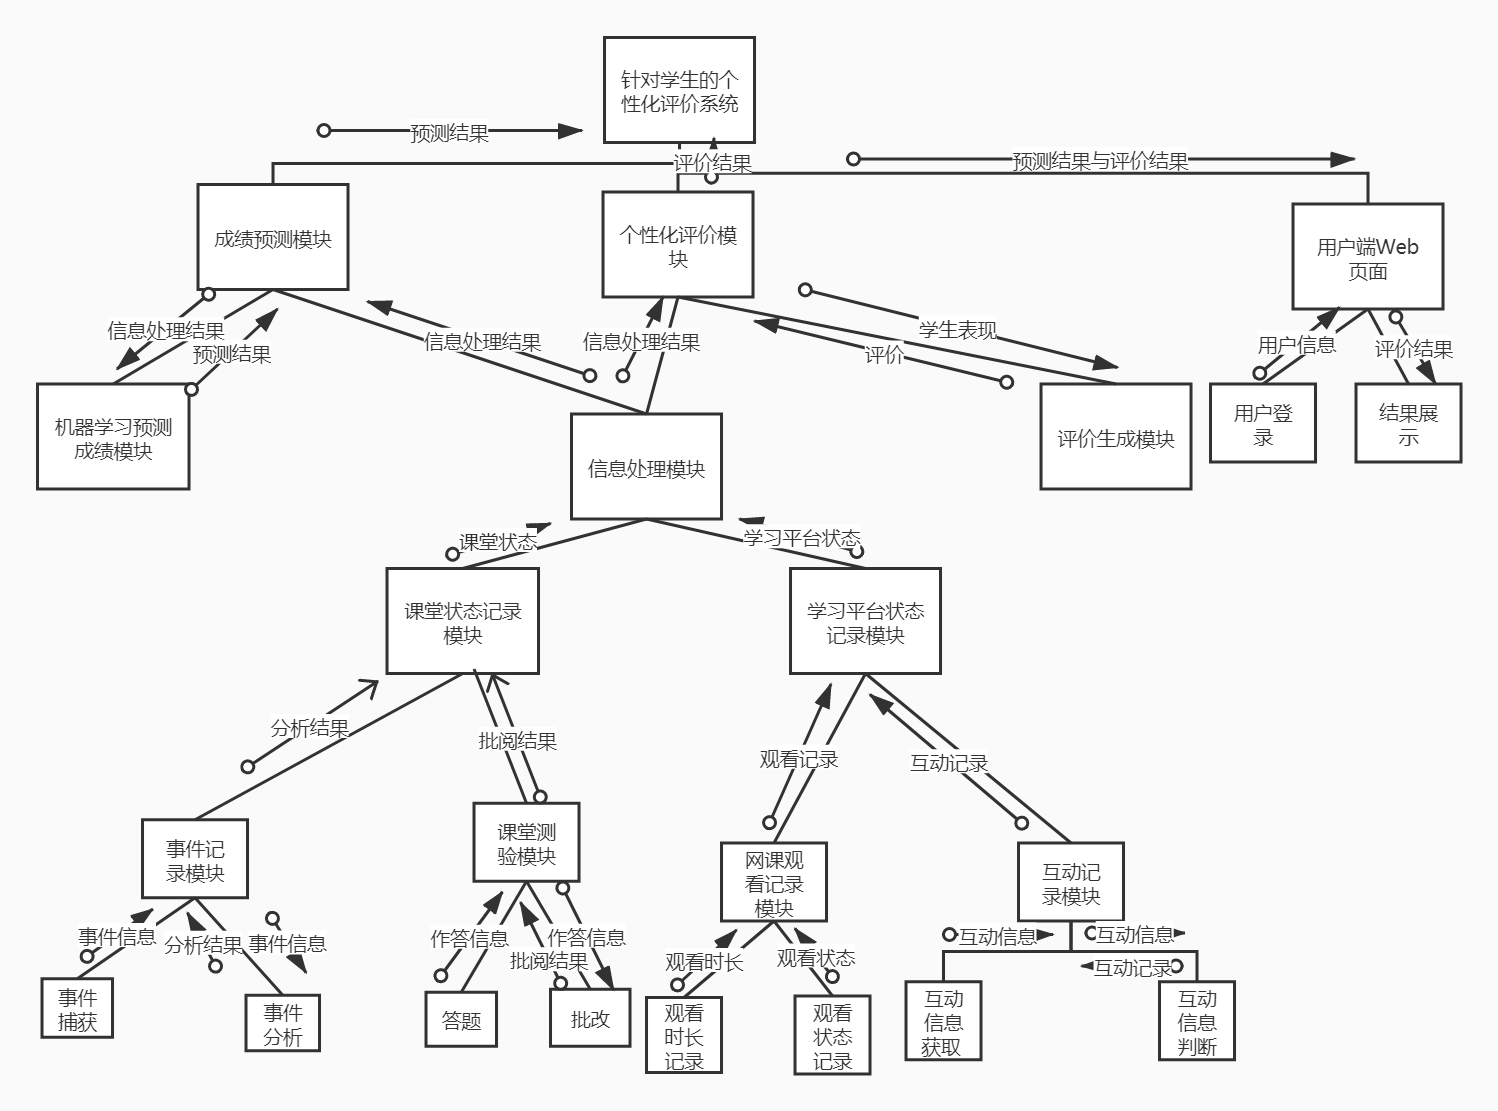 针对学生的个
性化评价系统
预测结果
评价结果
预测结果与评价结果
成绩预测模块
个性化评价模
块
用户端Web
页面
信息处理结果
预测结果
信息处理结果
信息处理结果
学生表现
评价
用户信息
评价结果
机器学习预测
成绩模块
信息处理模块
评价生成模块
用户登
录
结果展
示
课堂状态
学习平台状态
课堂状态记录
模块
学习平台状态
记录模块
分析结果
批阅结果
观看记录
互动记录
事件记
录模块
课堂测
验模块
网课观
看记录
模块
互动记
录模块
事件信息
分析结果
事件信息
作答信息
批阅结果
作答信息
观看时长
观看状态
互动信息
互动信息
互动记录
事件
捕获
事件
分析
答题
批改
观看
时长
记录
观看
状态
记录
互动
信息
获取
互动
信息
判断